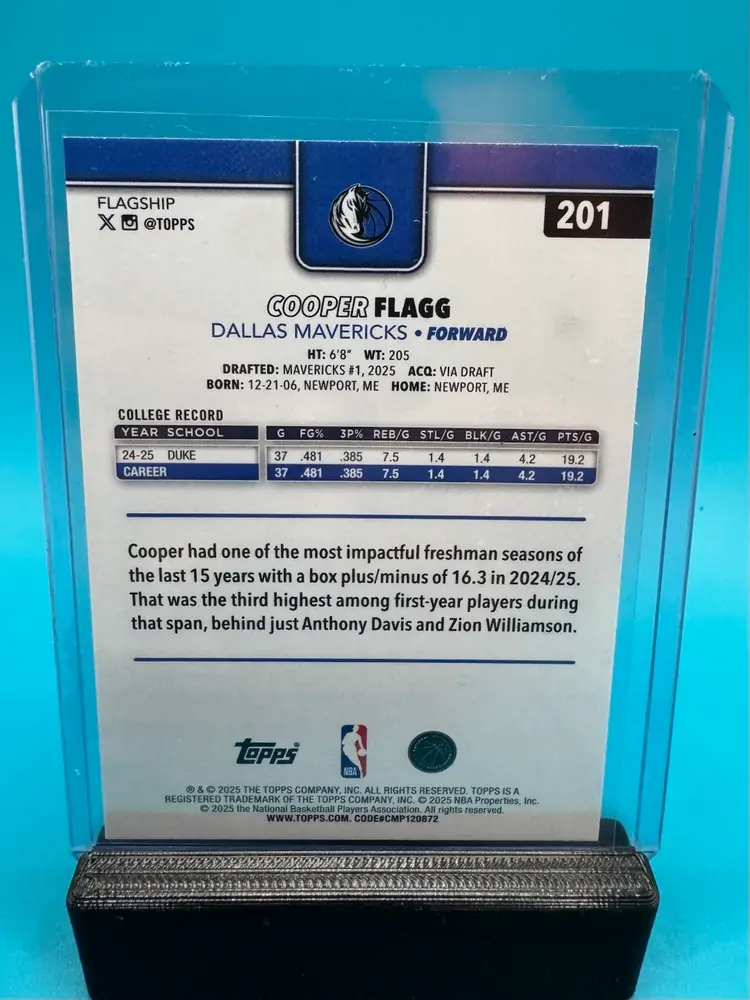 FLAGSHIP
X @TOPPS
201
COOPER FLAGG
DALLAS MAVERICKS • FORWARD
HT: 6'8" WT: 205
DRAFTED: MAVERICKS #1, 2025 ACQ: VIA DRAFT
BORN: 12-21-06, NEWPORT, ME HOME: NEWPORT, ME
COLLEGE RECORD
YEAR SCHOOL G FG% 3P% REB/G STL/G BLK/G AST/G PTS/G
24-25 DUKE 37 .481 .385 7.5 1.4 1.4 4.2 19.2
CAREER 37 .481 .385 7.5 1.4 1.4 4.2 19.2
Cooper had one of the most impactful freshman seasons of
the last 15 years with a box plus/minus of 16.3 in 2024/25.
That was the third highest among first-year players during
that span, behind just Anthony Davis and Zion Williamson.
Topps NBA
® & © 2025 THE TOPPS COMPANY, INC. ALL RIGHTS RESERVED. TOPPS IS A
REGISTERED TRADEMARK OF THE TOPPS COMPANY, INC. © 2025 NBA Properties, Inc.
© 2025 the National Basketball Players Association. All rights reserved.
WWW.TOPPS.COM. CODE#CMP120872